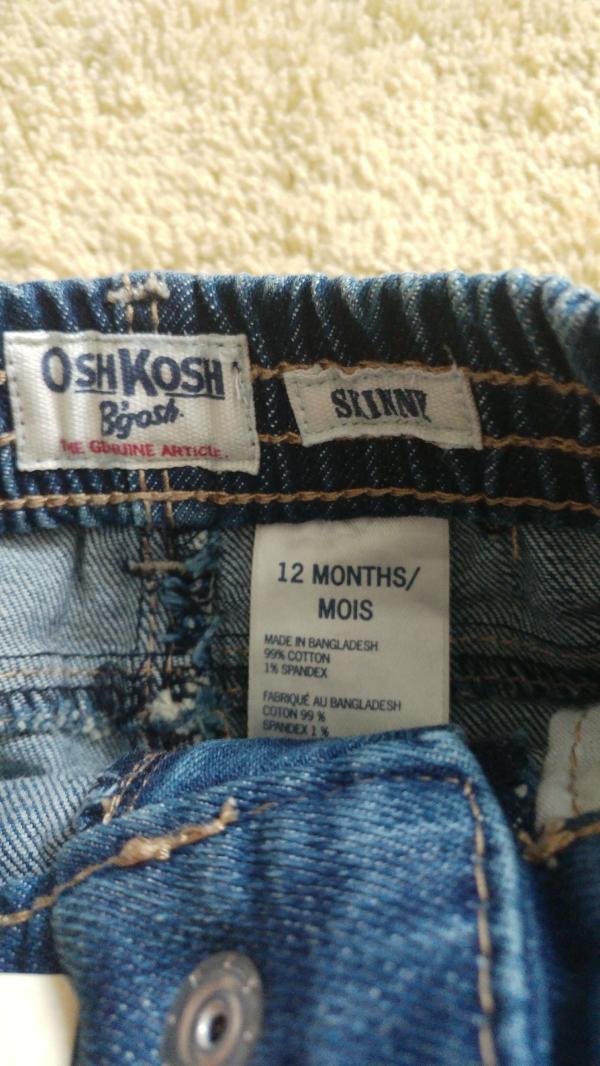 OSHKOSH
B'gosh.
THE GENUINE ARTICLE.
SKINNY
12 MONTHS/
MOIS
MADE IN BANGLADESH
99% COTTON
1% SPANDEX
FABRIQUÉ AU BANGLADESH
COTON 99 %
SPANDEX 1 %